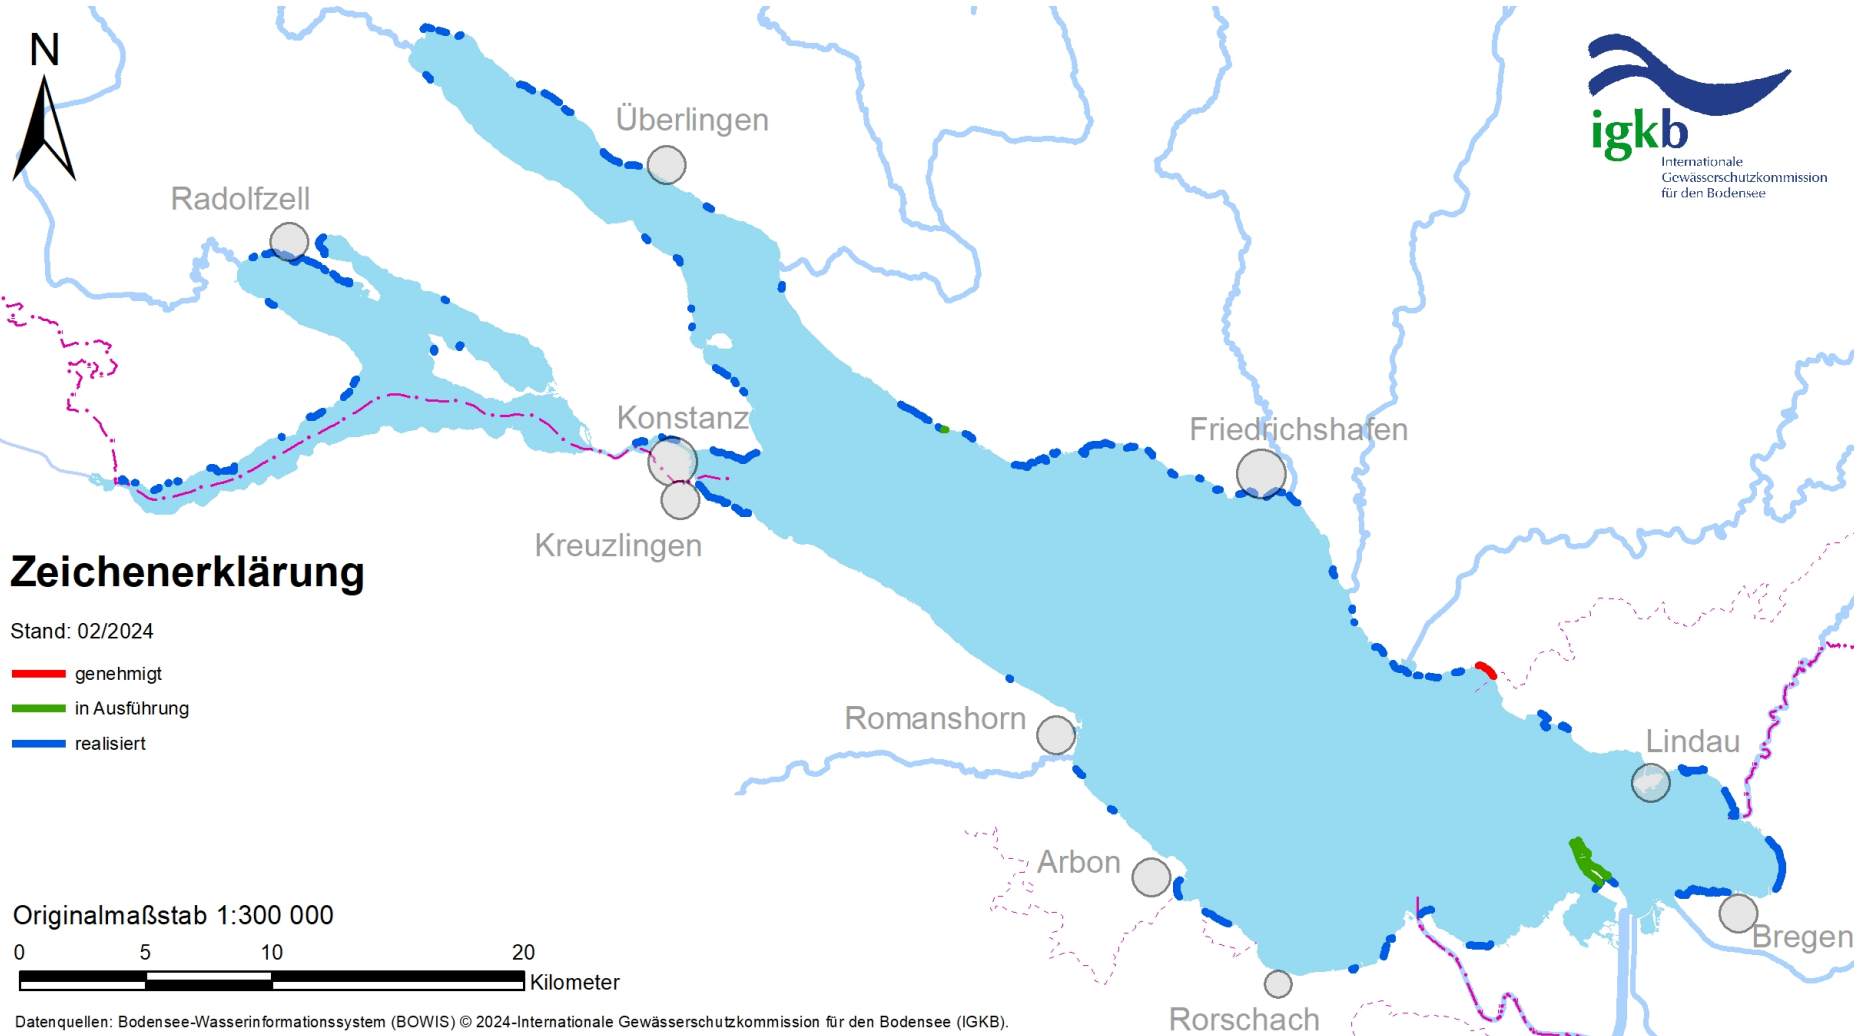 N
Überlingen
igkb
Internationale
Gewässerschutzkommission
für den Bodensee
Radolfzell
Konstanz
Friedrichshafen
Kreuzlingen
Zeichenerklärung
Stand: 02/2024
genehmigt
in Ausführung
realisiert
Romanshorn
Lindau
Arbon
Originalmaßstab 1:300 000
0 5 10 20
Kilometer
Bregen
Rorschach
Datenquellen: Bodensee-Wasserinformationssystem (BOWIS) © 2024-Internationale Gewässerschutzkommission für den Bodensee (IGKB).